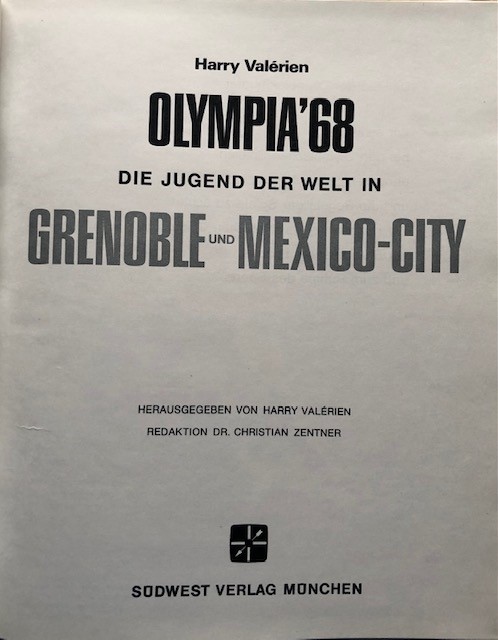 Harry Valérien
OLYMPIA'68
DIE JUGEND DER WELT IN
GRENOBLE UND MEXICO-CITY
HERAUSGEGEBEN VON HARRY VALÉRIEN
REDAKTION DR. CHRISTIAN ZENTNER
SÜDWEST VERLAG MÜNCHEN